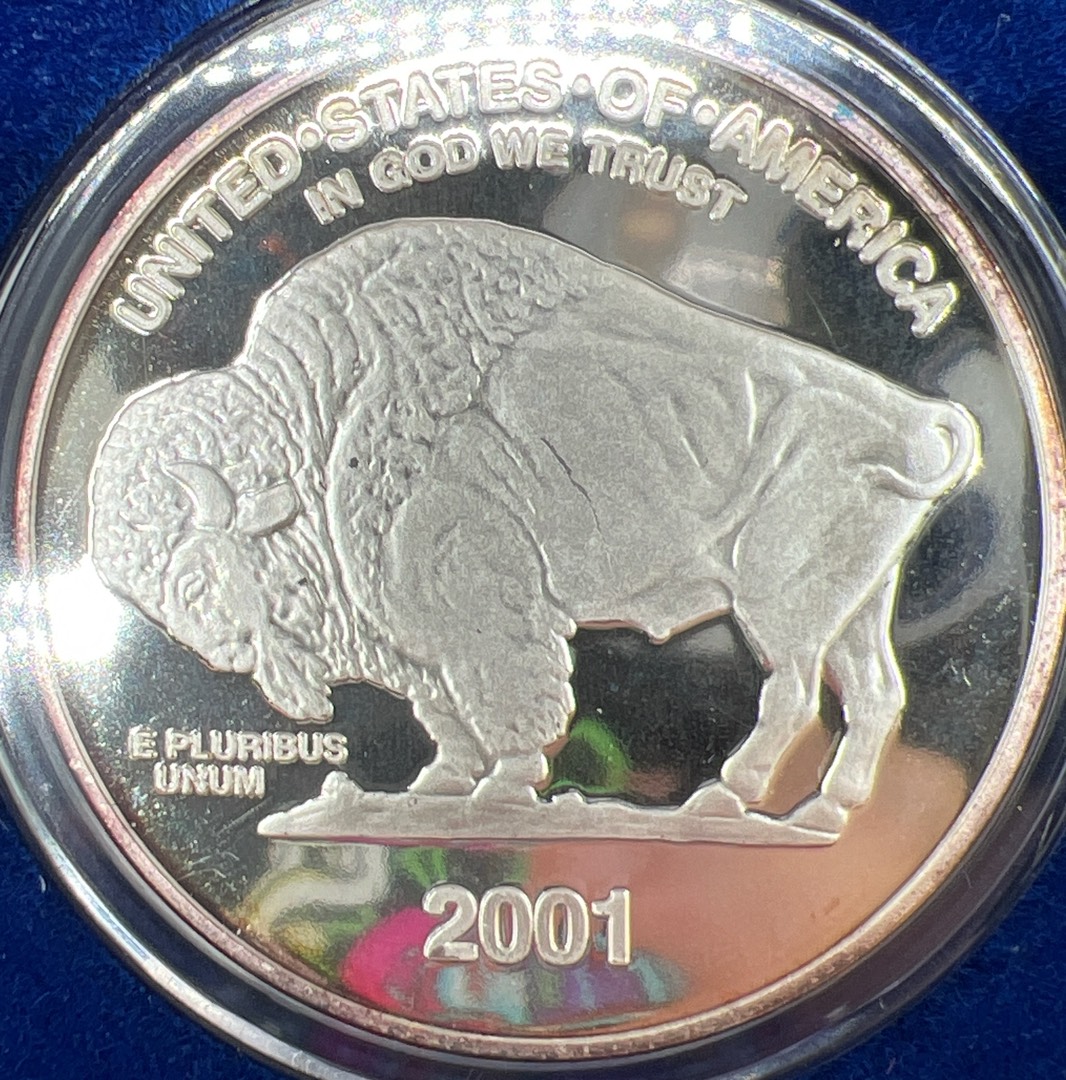 UNITED·STATES·OF·AMERICA
IN GOD WE TRUST
E PLURIBUS
UNUM
2001